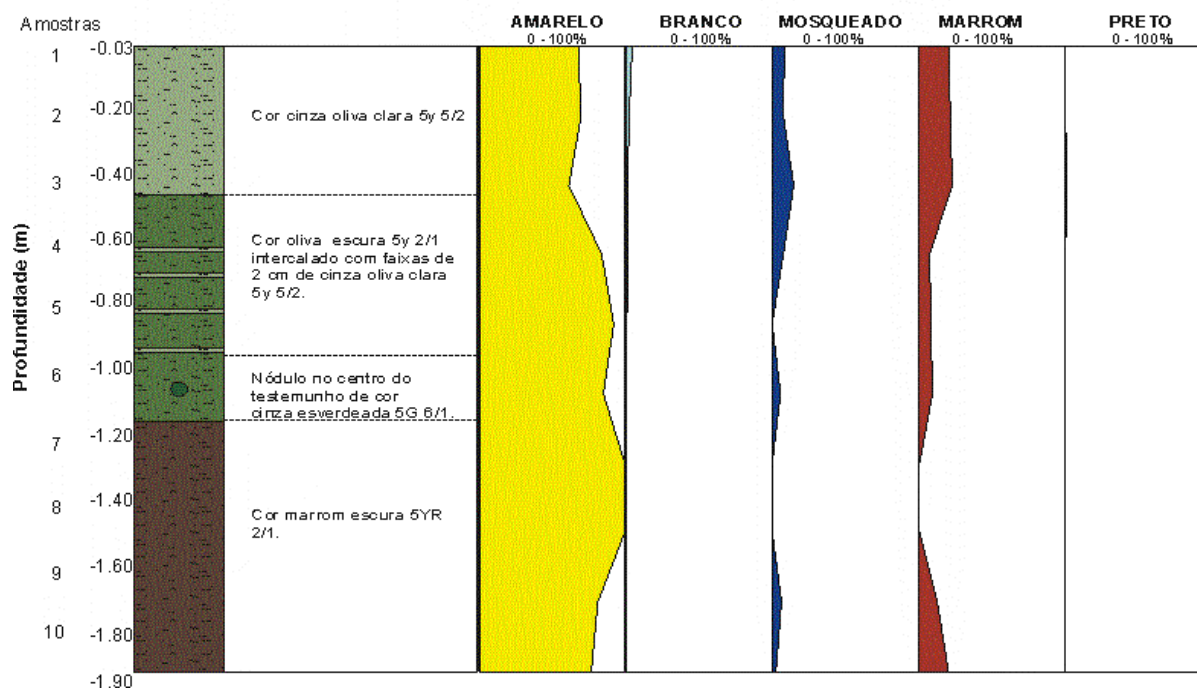 Amostras
AMARELO BRANCO MOSQUEADO MARROM PRETO
0 - 100% 0 - 100% 0 - 100% 0 - 100% 0 - 100%
Profundidade (m)
1 -0.03
2 -0.20
3 -0.40
4 -0.60
5 -0.80
6 -1.00
7 -1.20
8 -1.40
9 -1.60
10 -1.80
-1.90
Cor cinza oliva clara 5y 5/2
Cor oliva escura 5y 2/1
intercalado com faixas de
2 cm de cinza oliva clara
5y 5/2.
Nódulo no centro do
testemunho de cor
cinza esverdeada 5G 6/1.
Cor marrom escura 5YR
2/1.